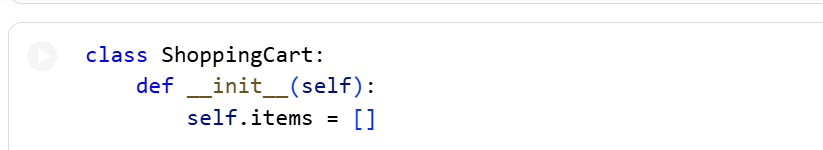 class ShoppingCart:
    def __init__(self):
        self.items = []